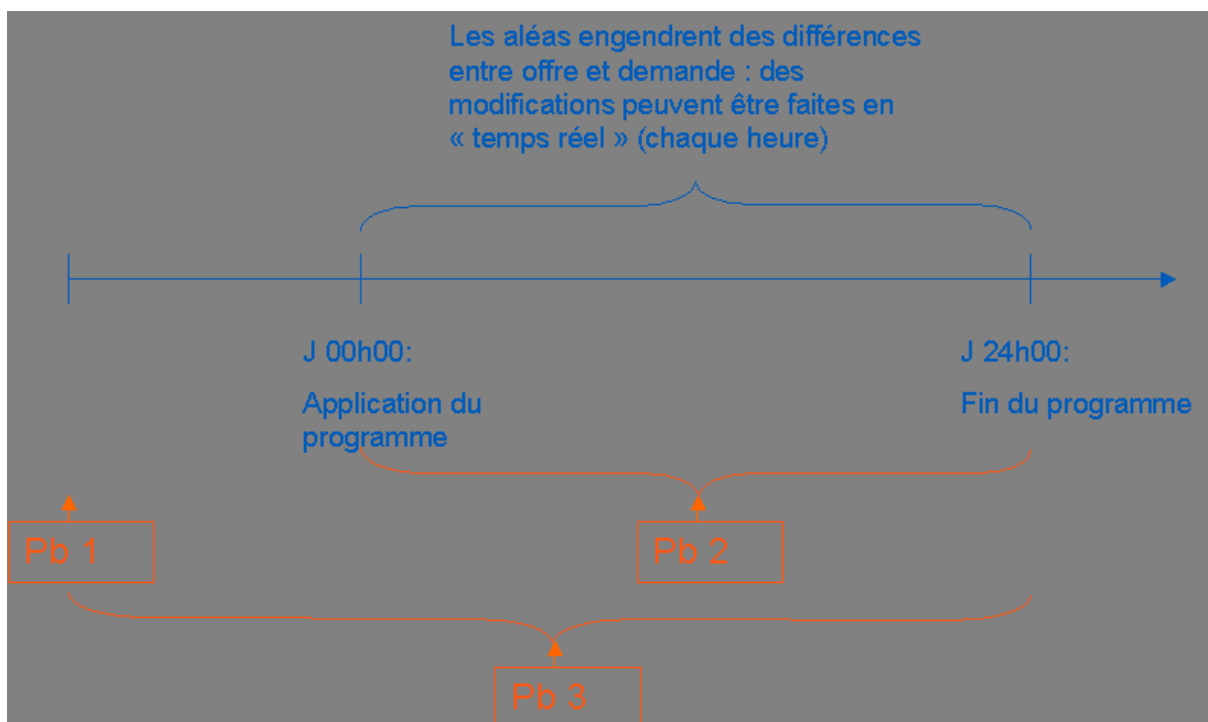 Les aléas engendrent des différences
entre offre et demande : des
modifications peuvent être faites en
« temps réel » (chaque heure)
J 00h00:
Application du
programme
J 24h00:
Fin du programme
Pb 1
Pb 2
Pb 3